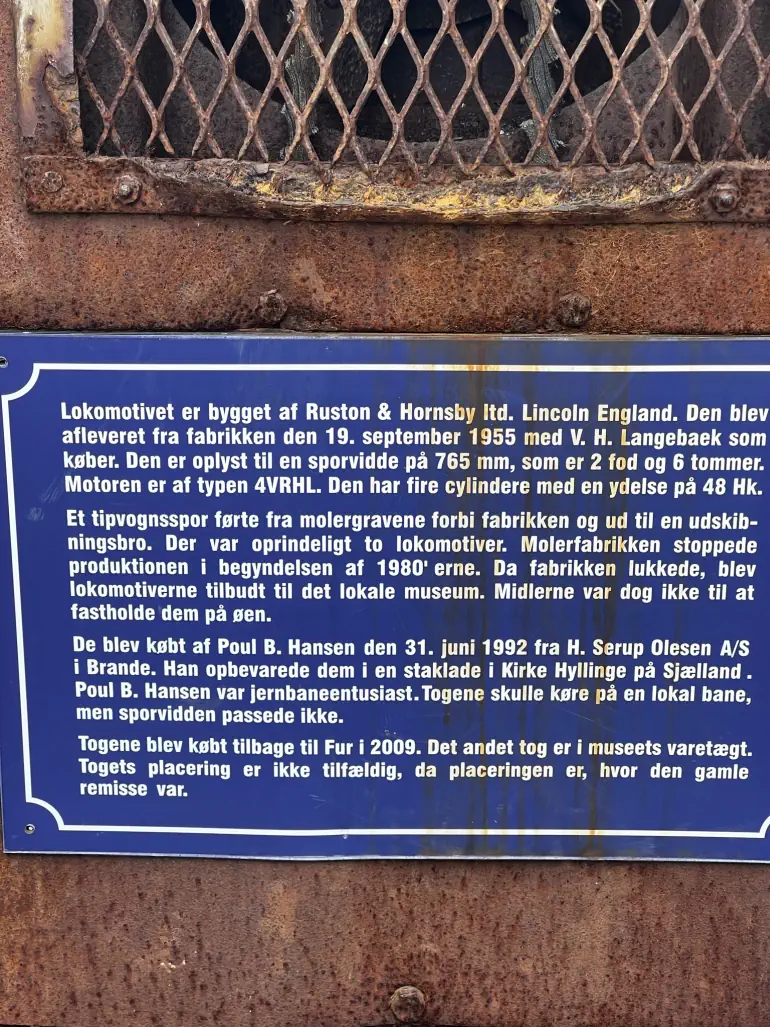 Lokomotivet er bygget af Ruston & Hornsby ltd. Lincoln England. Den blev
afleveret fra fabrikken den 19. september 1955 med V. H. Langebaek som
køber. Den er oplyst til en sporvidde på 765 mm, som er 2 fod og 6 tommer.
Motoren er af typen 4VRHL. Den har fire cylindere med en ydelse på 48 Hk.
Et tipvognsspor førte fra molergravene forbi fabrikken og ud til en udskib-
ningsbro. Der var oprindeligt to lokomotiver. Molerfabrikken stoppede
produktionen i begyndelsen af 1980'erne. Da fabrikken lukkede, blev
lokomotiverne tilbudt til det lokale museum. Midlerne var dog ikke til at
fastholde dem på øen.
De blev købt af Poul B. Hansen den 31. juni 1992 fra H. Serup Olesen A/S
i Brande. Han opbevarede dem i en staklade i Kirke Hyllinge på Sjælland.
Poul B. Hansen var jernbaneentusiast. Togene skulle køre på en lokal bane,
men sporvidden passede ikke.
Togene blev købt tilbage til Fur i 2009. Det andet tog er i museets varetægt.
Togets placering er ikke tilfældig, da placeringen er, hvor den gamle
remisse var.